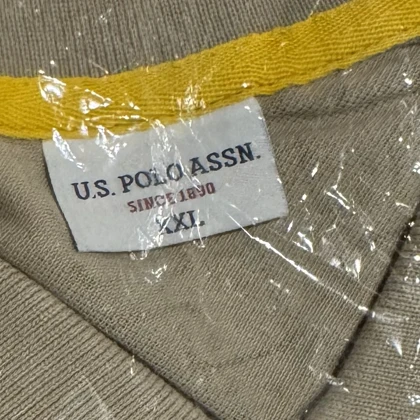 U.S. POLO ASSN.
SINCE 1890
XXL